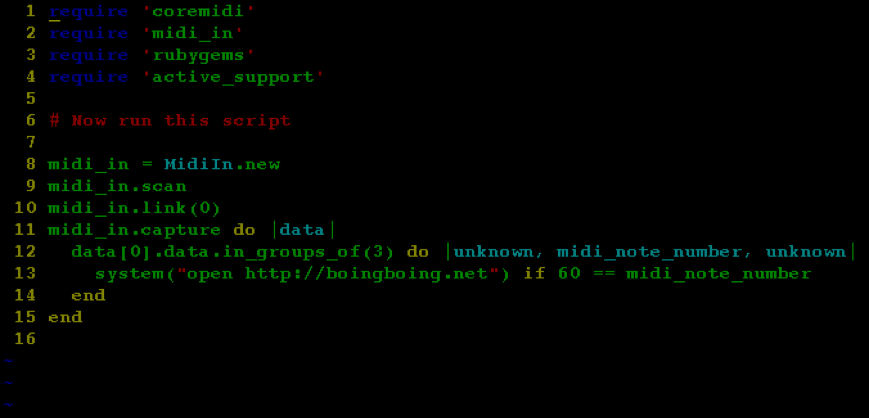 1 require 'coremidi'
2 require 'midi_in'
3 require 'rubygems'
4 require 'active_support'
5
6 # Now run this script
7
8 midi_in = MidiIn.new
9 midi_in.scan
10 midi_in.link(0)
11 midi_in.capture do |data|
12   data[0].data.in_groups_of(3) do |unknown, midi_note_number, unknown|
13     system("open http://boingboing.net") if 60 == midi_note_number
14   end
15 end
16
~
~
~